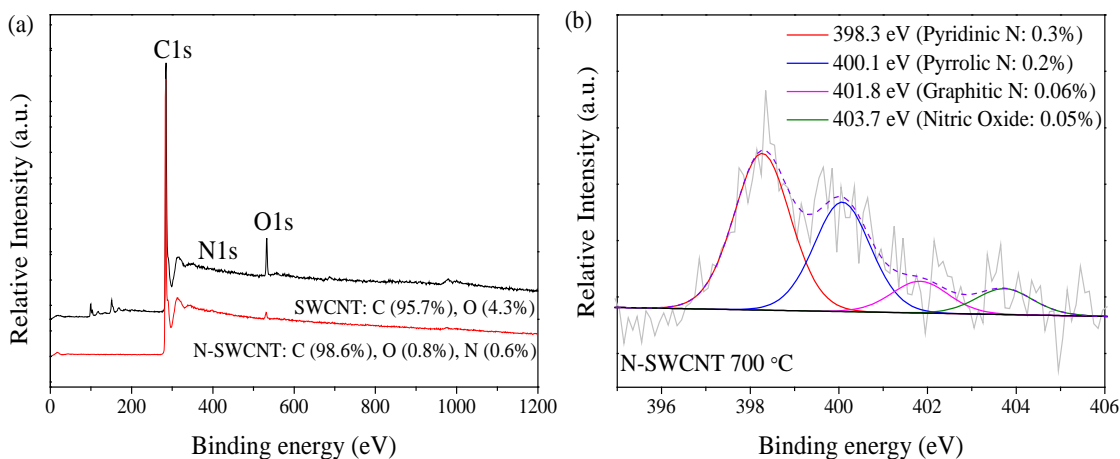 (a)
C1s
N1s
O1s
SWCNT: C (95.7%), O (4.3%)
N-SWCNT: C (98.6%), O (0.8%), N (0.6%)
Relative Intensity (a.u.)
0 200 400 600 800 1000 1200
Binding energy (eV)
(b)
398.3 eV (Pyridinic N: 0.3%)
400.1 eV (Pyrrolic N: 0.2%)
401.8 eV (Graphitic N: 0.06%)
403.7 eV (Nitric Oxide: 0.05%)
N-SWCNT 700 °C
Relative Intensity (a.u.)
396 398 400 402 404 406
Binding energy (eV)